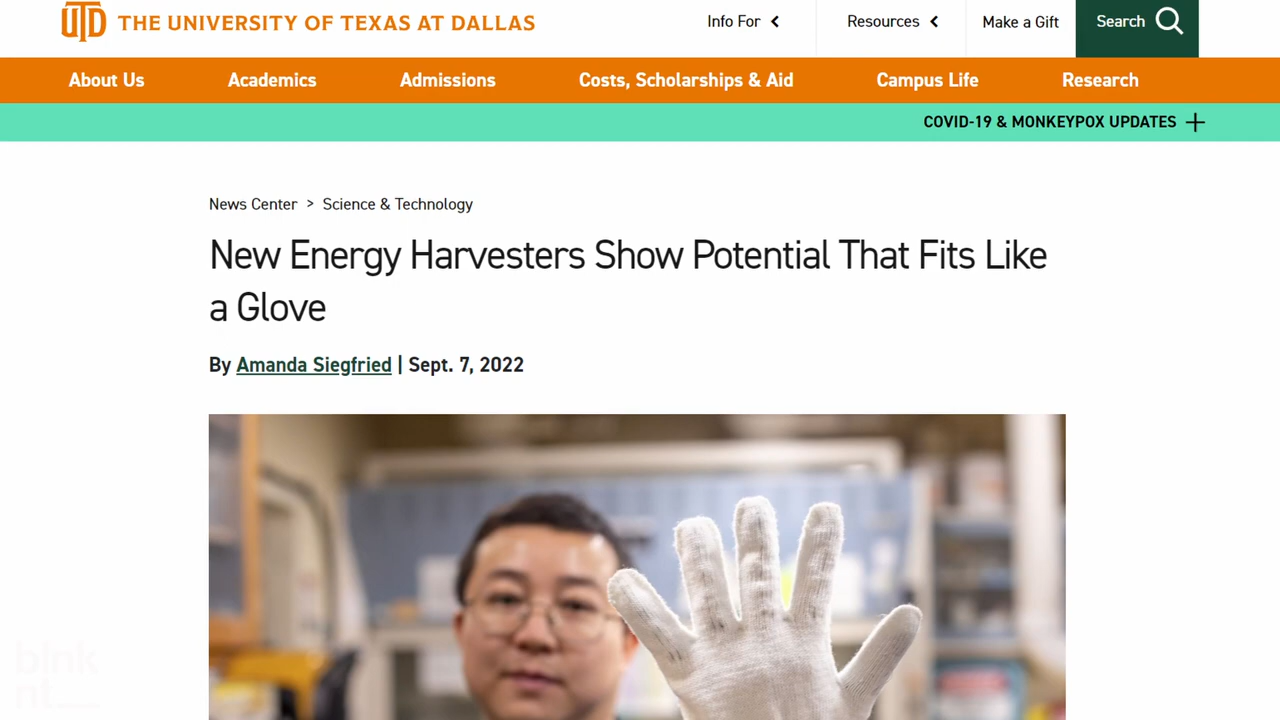 UTD THE UNIVERSITY OF TEXAS AT DALLAS
Info For
Resources
Make a Gift
Search
About Us
Academics
Admissions
Costs, Scholarships & Aid
Campus Life
Research
COVID-19 & MONKEYPOX UPDATES
News Center > Science & Technology
New Energy Harvesters Show Potential That Fits Like
a Glove
By Amanda Siegfried | Sept. 7, 2022